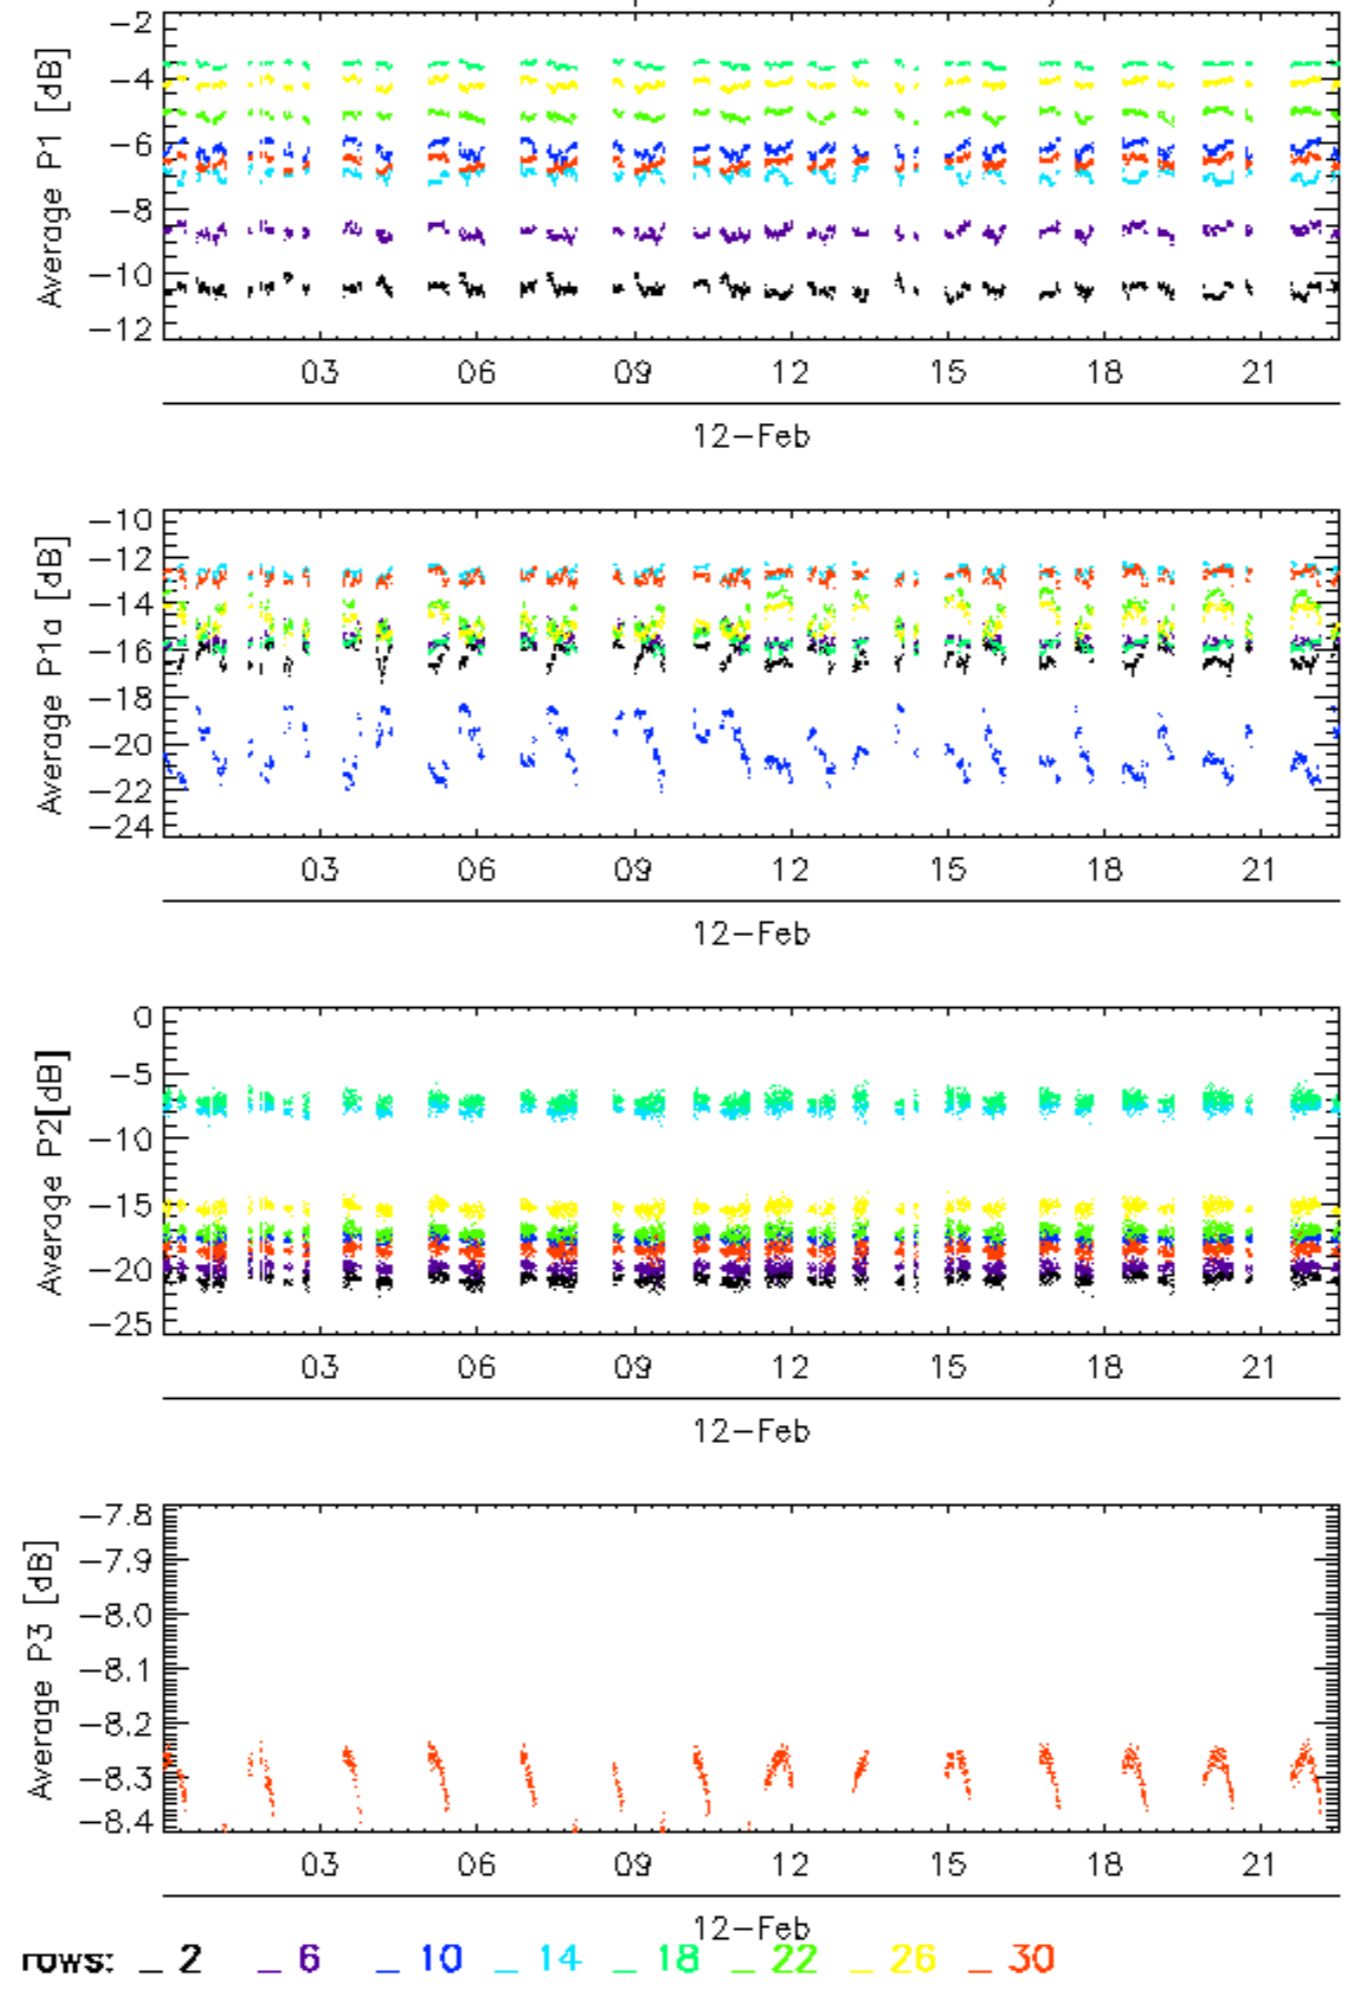 -2
-4
-6
-8
-10
-12
Average P1 [dB]
03 06 09 12 15 18 21
12-Feb
-10
-12
-14
-16
-18
-20
-22
-24
Average P1a [dB]
03 06 09 12 15 18 21
12-Feb
0
-5
-10
-15
-20
-25
Average P2[dB]
03 06 09 12 15 18 21
12-Feb
-7.8
-7.9
-8.0
-8.1
-8.2
-8.3
-8.4
Average P3 [dB]
03 06 09 12 15 18 21
12-Feb
rows: _ 2 _ 6 _ 10 _ 14 _ 18 _ 22 _ 26 _ 30